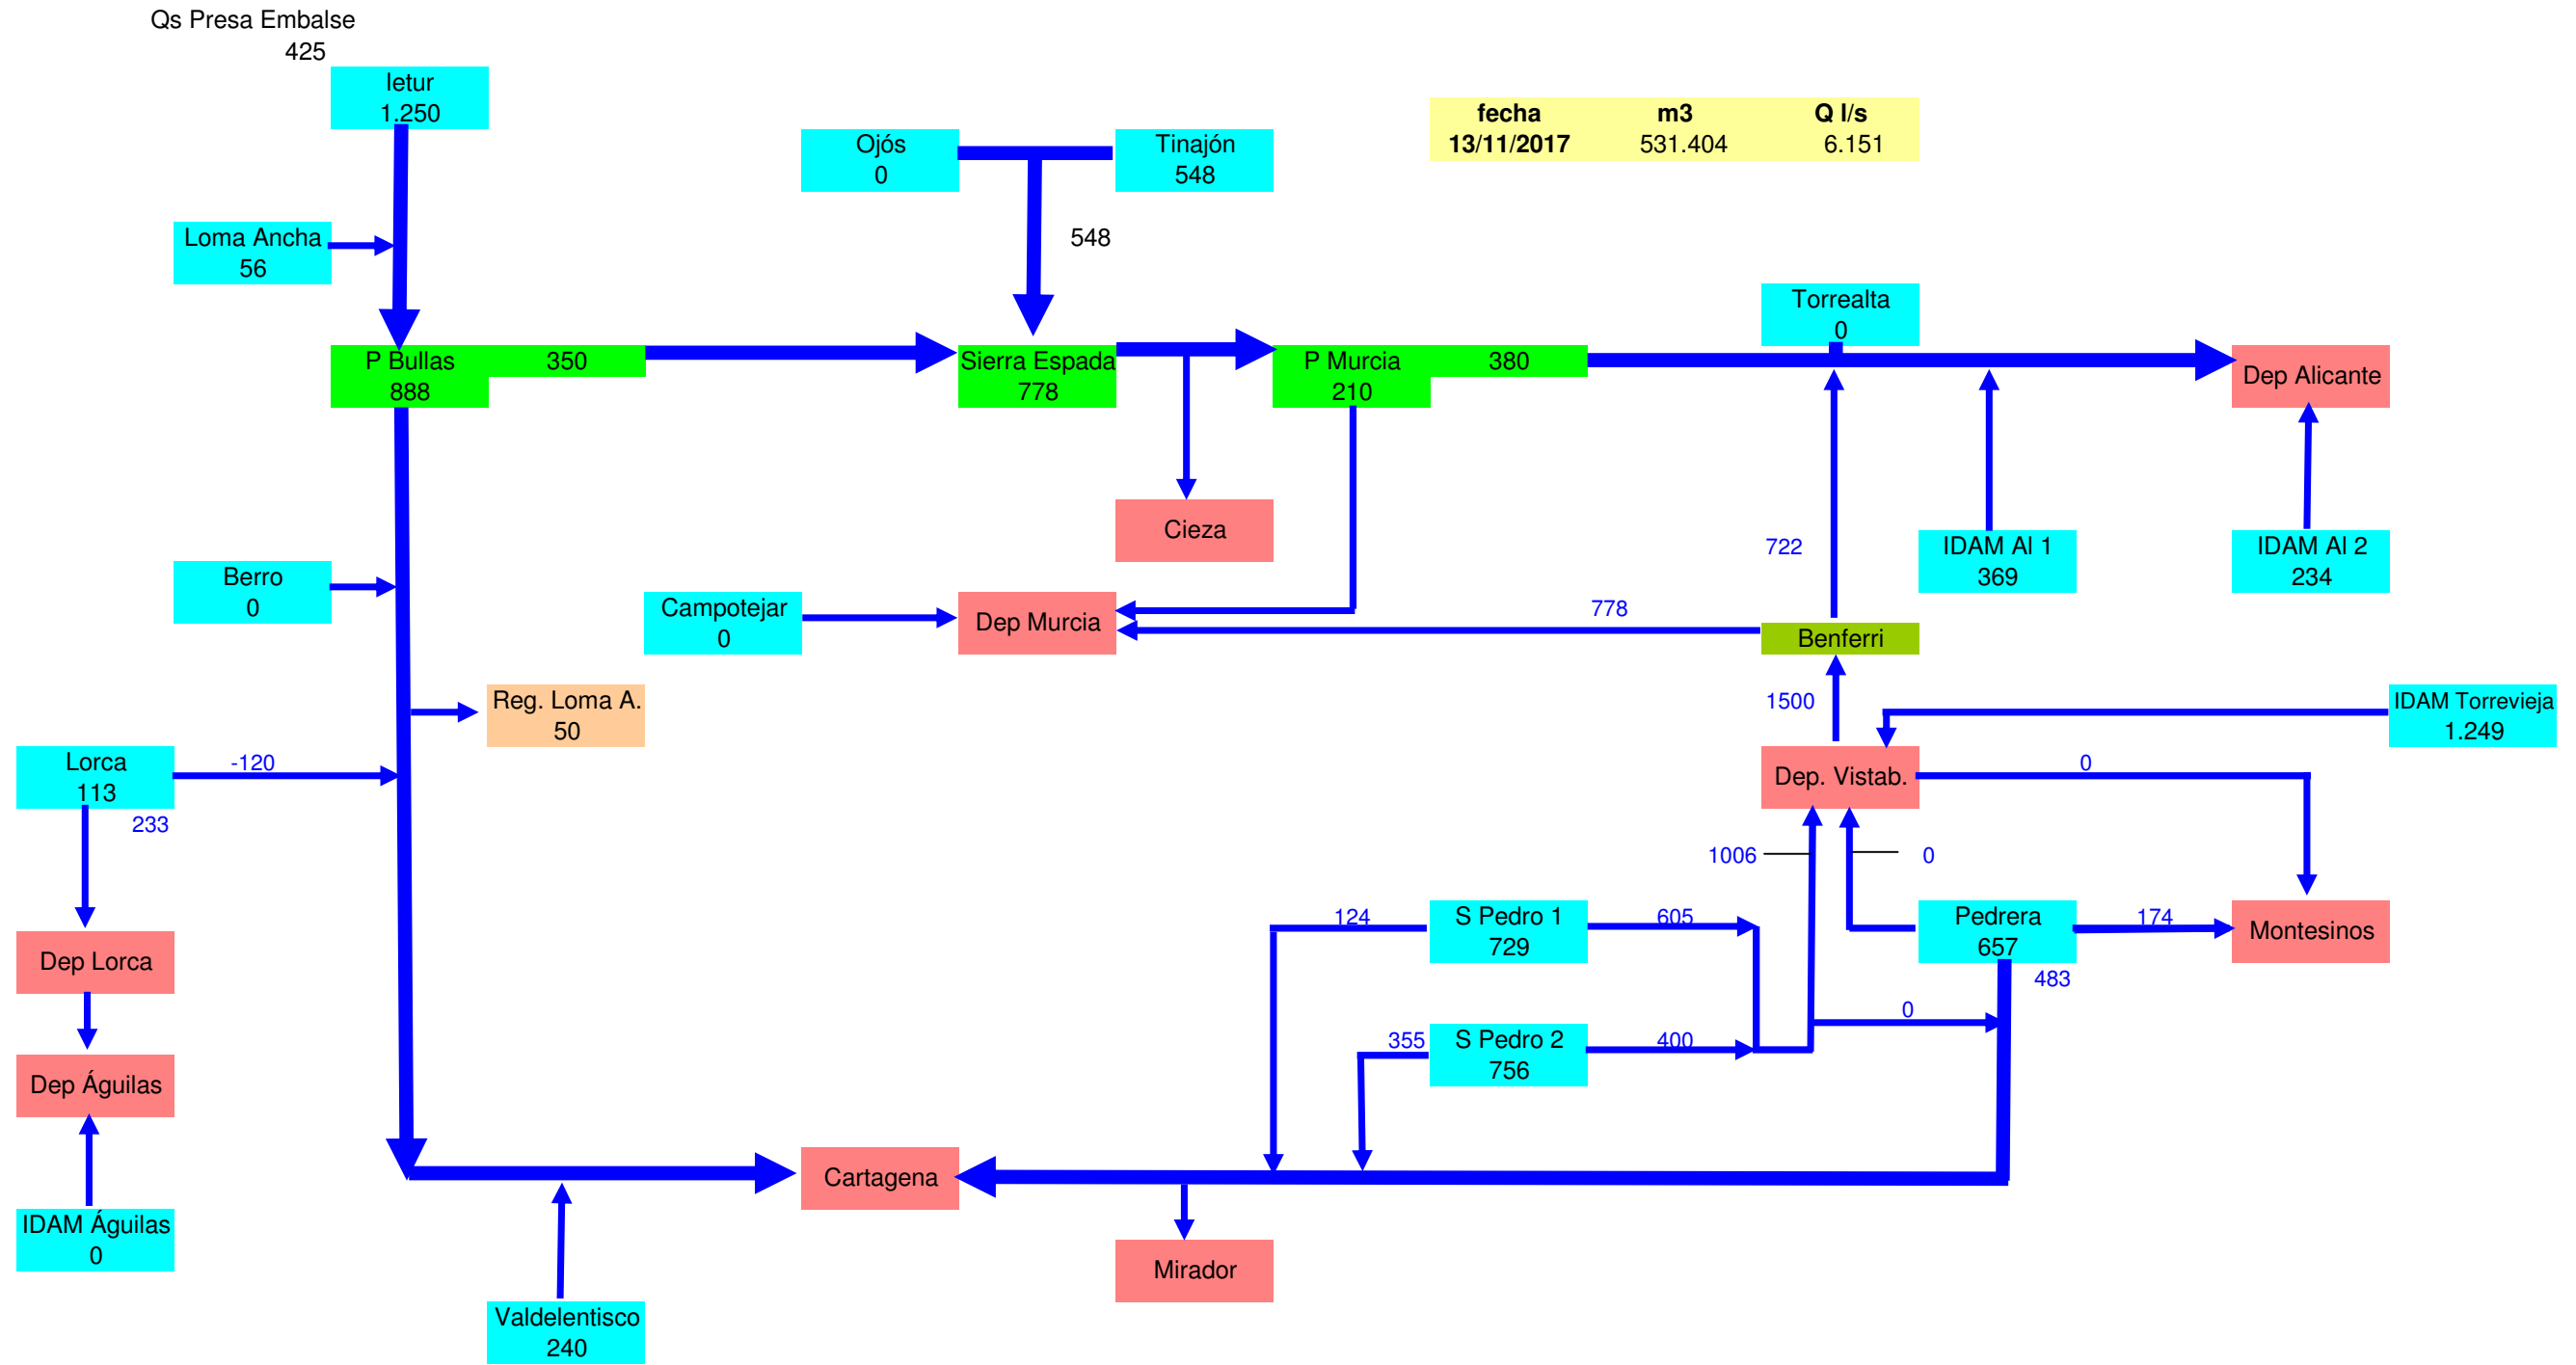 Qs Presa Embalse
425
letur
1.250
fecha m3 Q l/s
13/11/2017 531.404 6.151
Ojós
0
Tinajón
548
Loma Ancha
56
548
Torrealta
0
P Bullas 350
888
Sierra Espada
778
P Murcia 380
210
Dep Alicante
Cieza
722
IDAM Al 1
369
IDAM Al 2
234
Berro
0
Campotejar
0
Dep Murcia
778
Benferri
Reg. Loma A.
50
1500
IDAM Torrevieja
1.249
Lorca
113
-120
233
Dep. Vistab.
0
1006
0
124
S Pedro 1
729
605
Pedrera
657
174
Montesinos
483
Dep Lorca
0
355
S Pedro 2
756
400
Dep Águilas
Cartagena
IDAM Águilas
0
Mirador
Valdelentisco
240